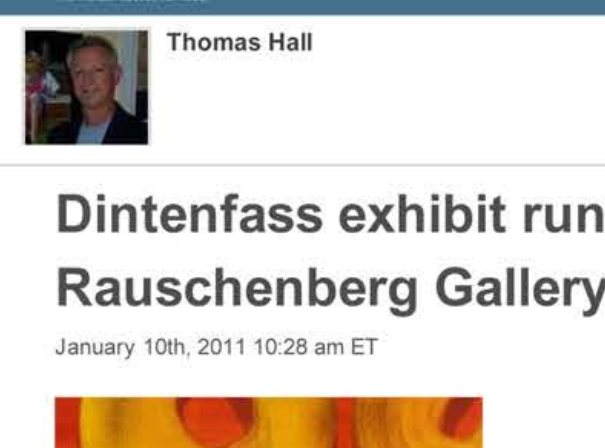 Thomas Hall
Dintenfass exhibit run
Rauschenberg Gallery
January 10th, 2011 10:28 am ET